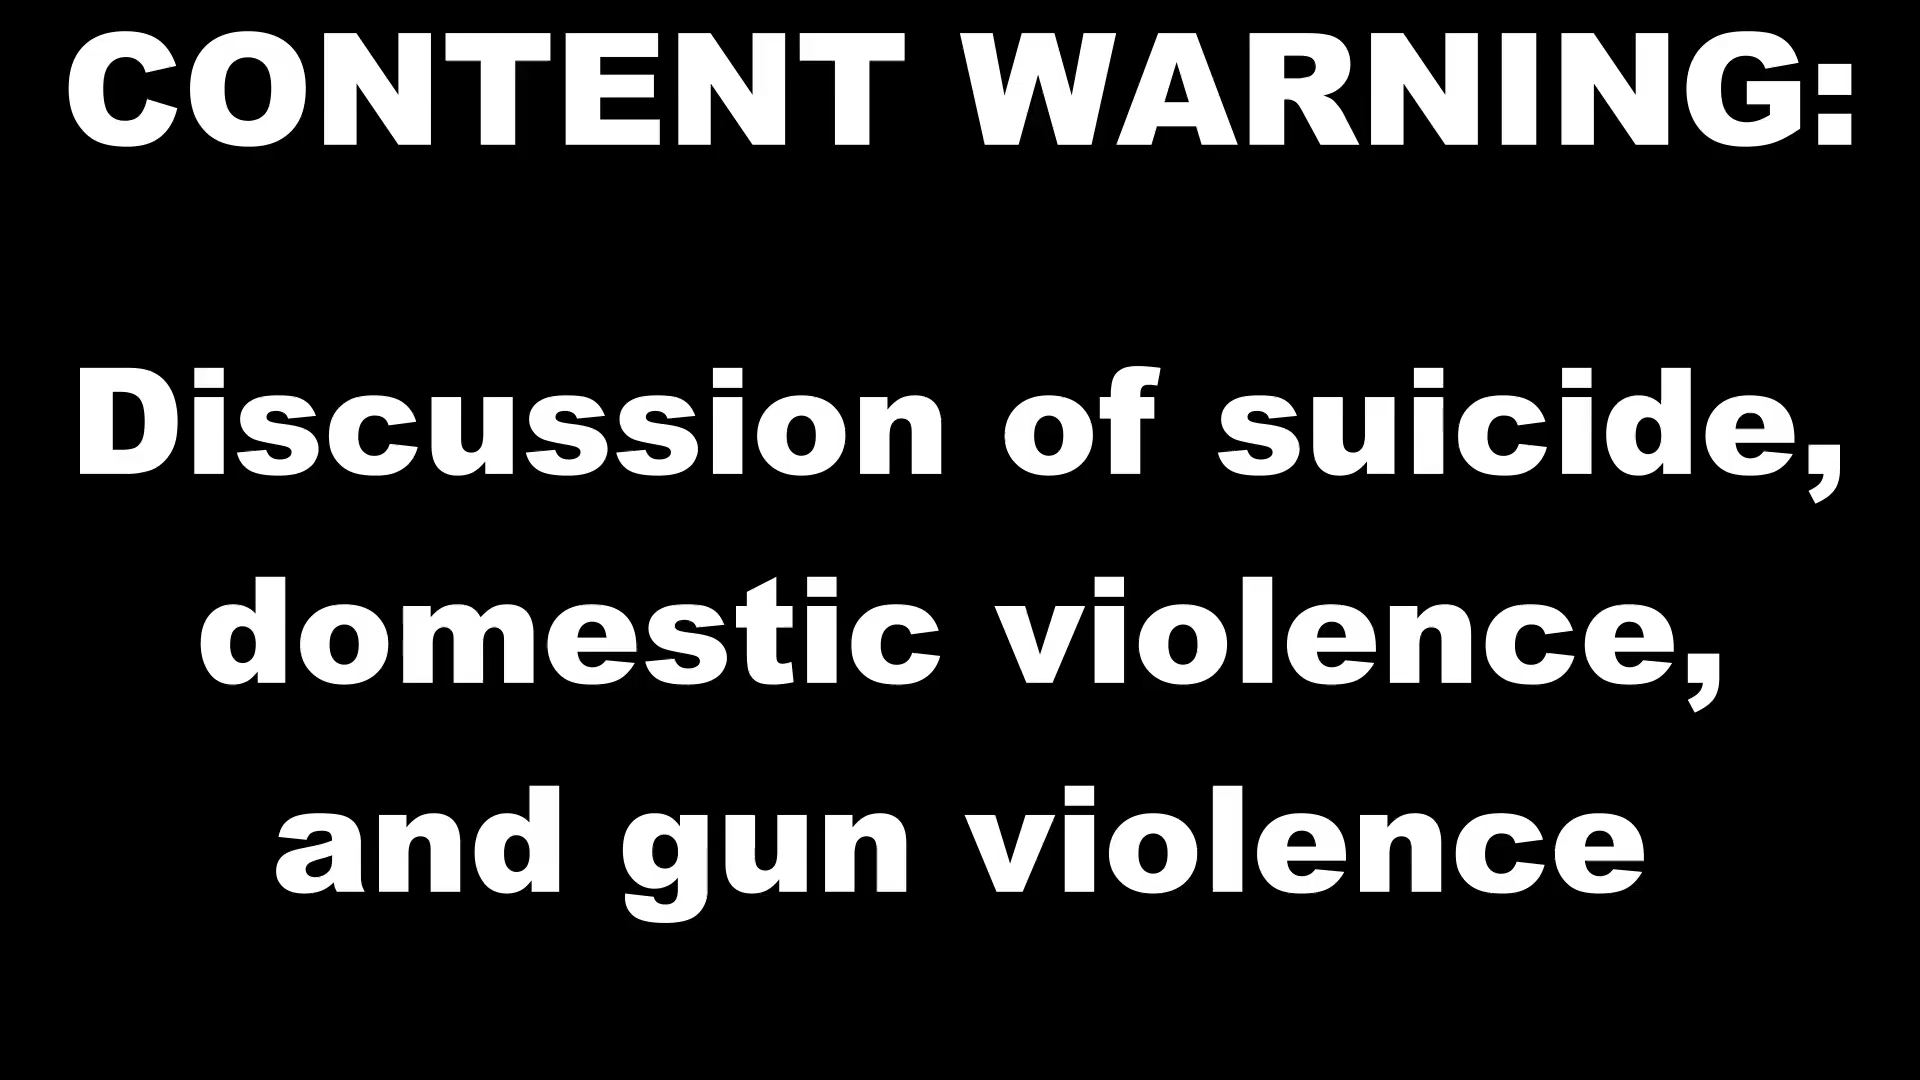 CONTENT WARNING:
Discussion of suicide,
domestic violence,
and gun violence